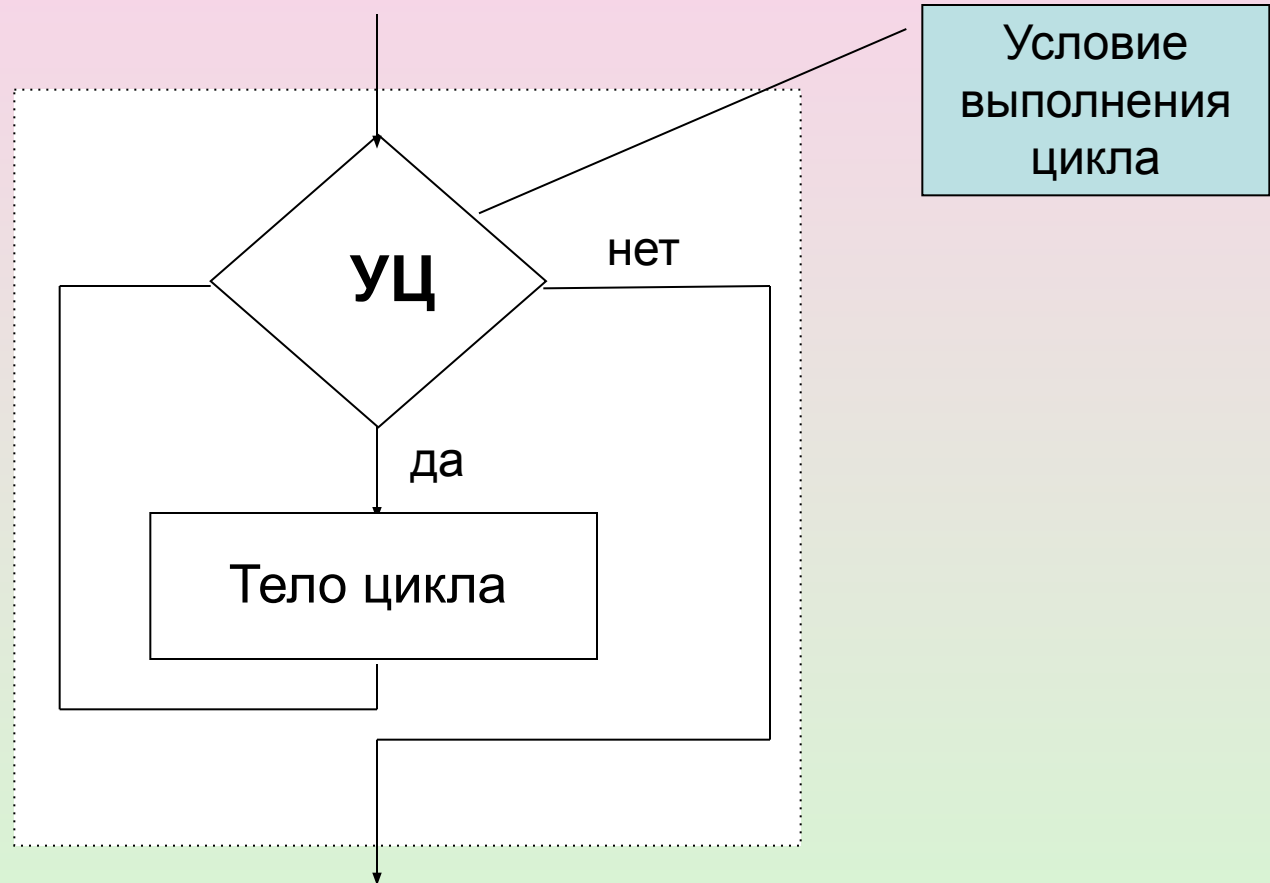 Условие
выполнения
цикла
нет
УЦ
да
Тело цикла